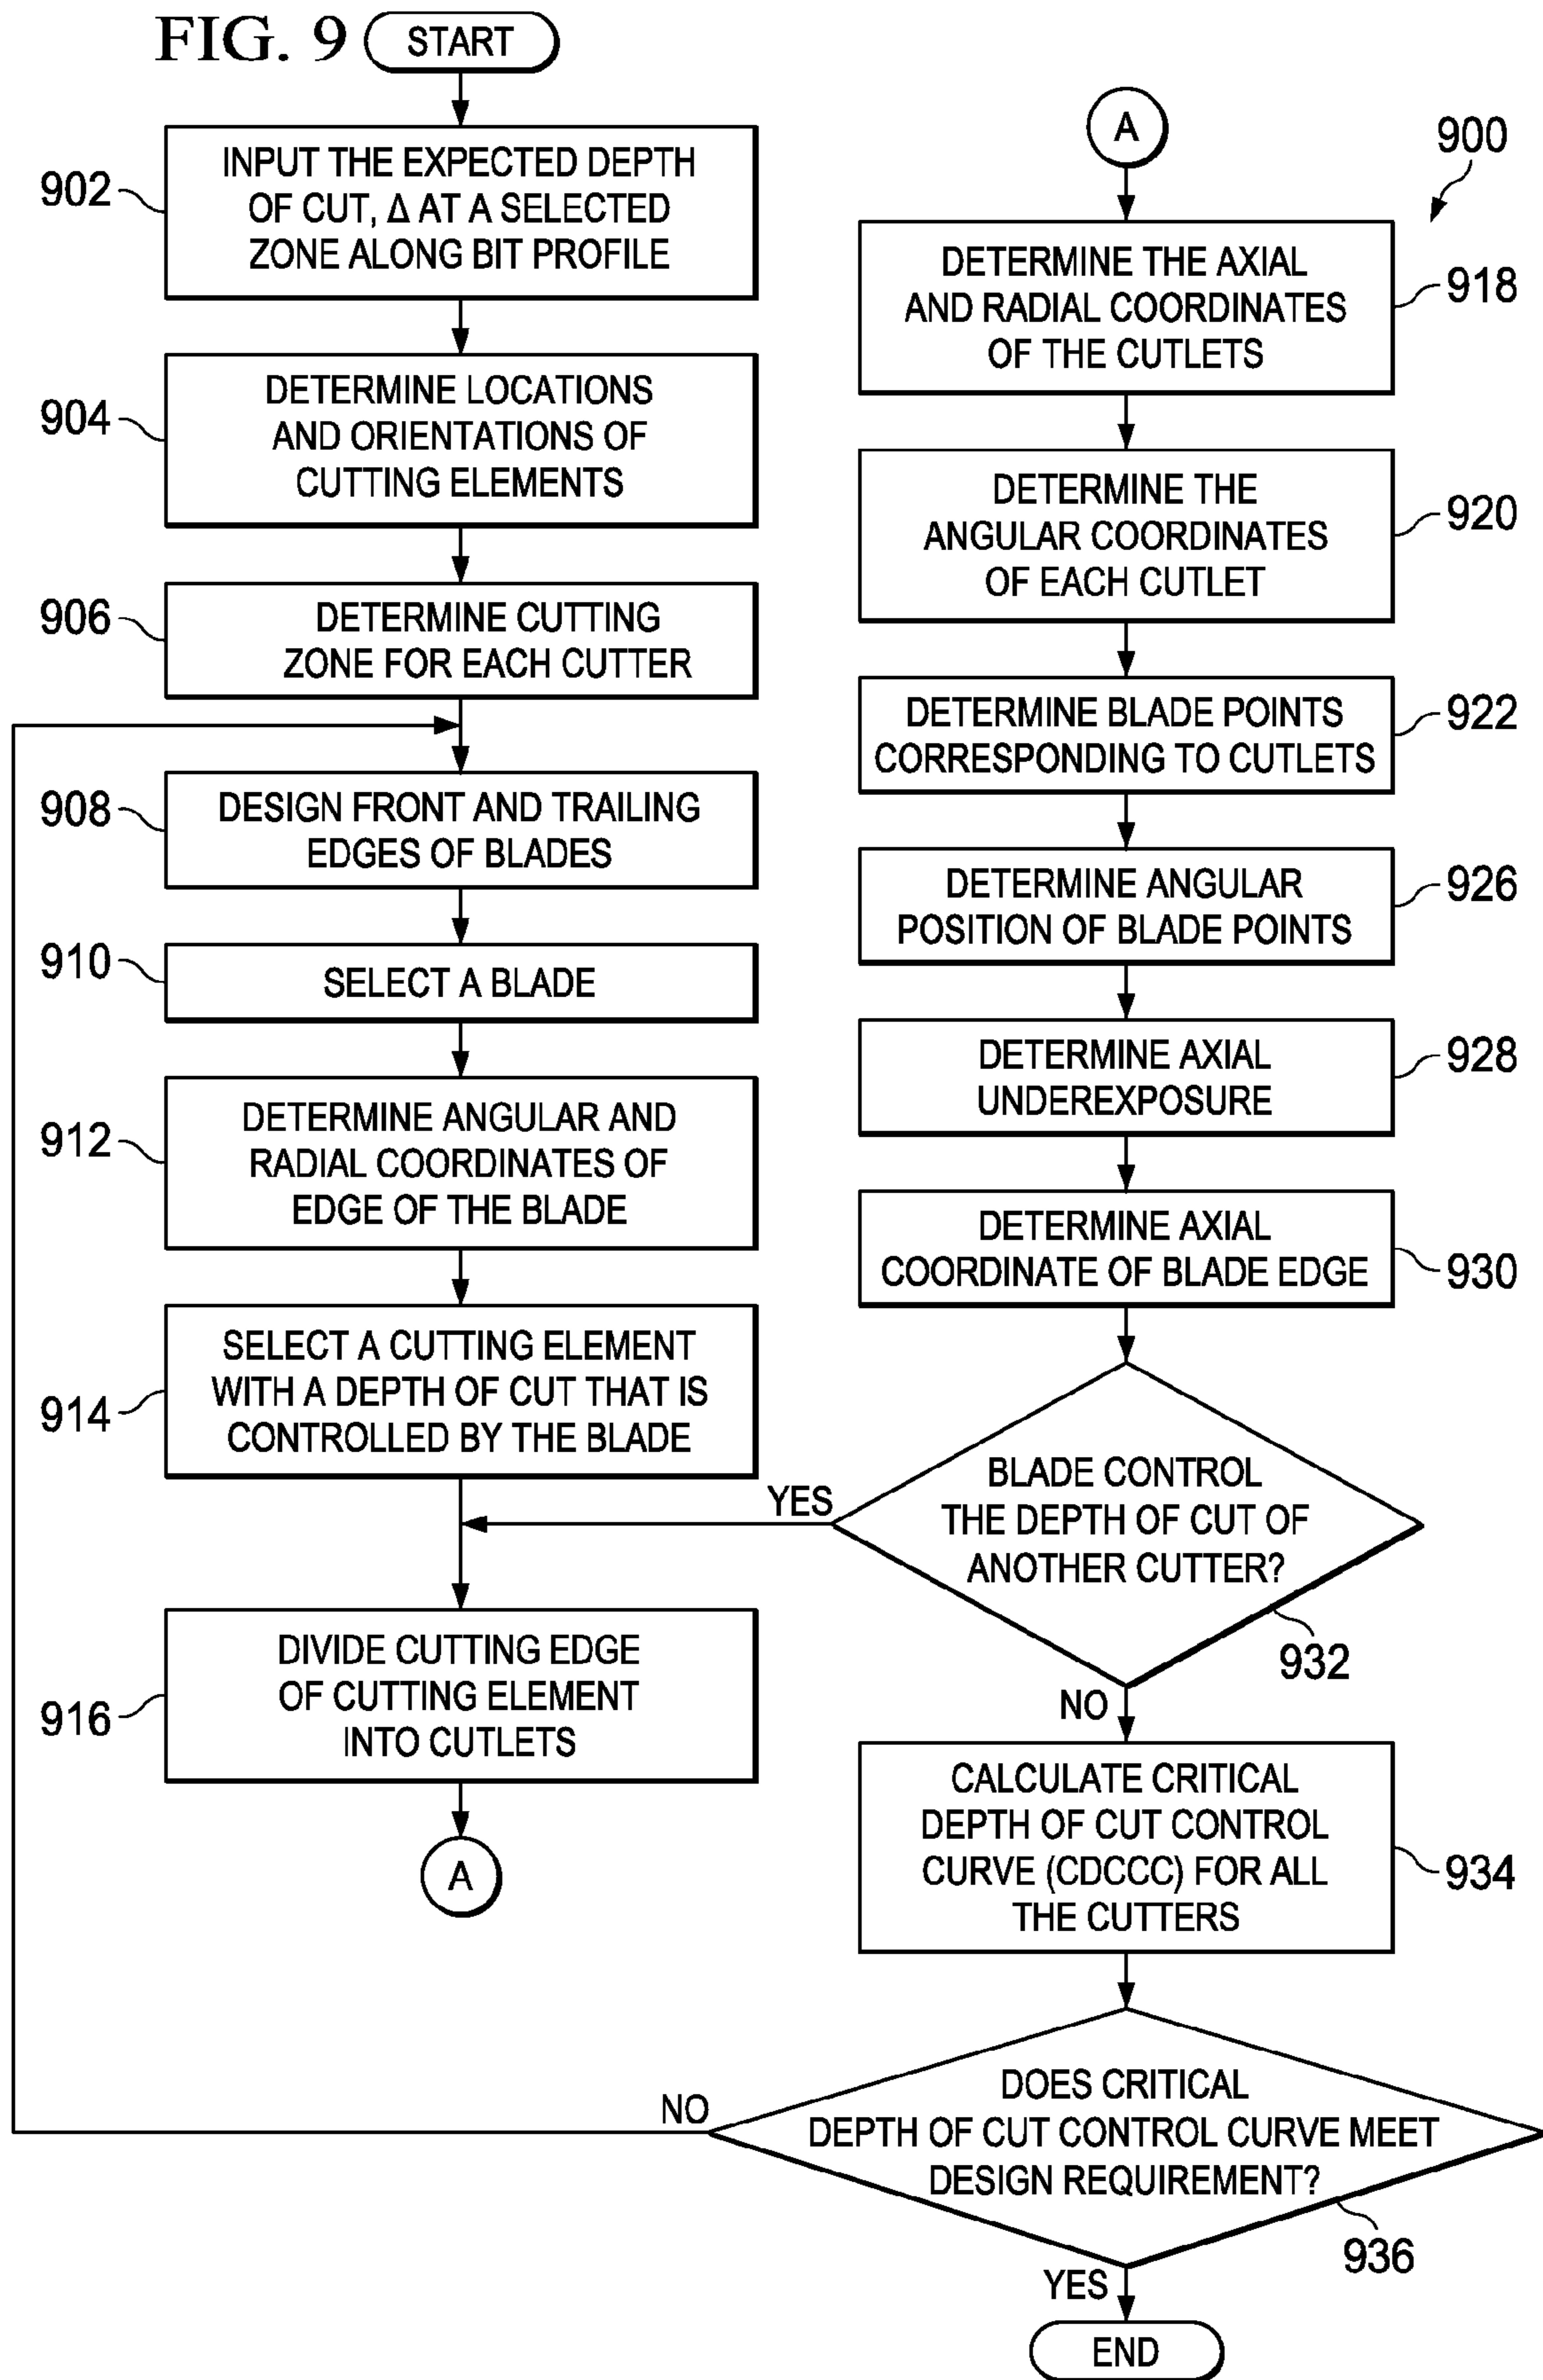 FIG. 9
START
902
INPUT THE EXPECTED DEPTH
OF CUT, Δ AT A SELECTED
ZONE ALONG BIT PROFILE
904
DETERMINE LOCATIONS
AND ORIENTATIONS OF
CUTTING ELEMENTS
906
DETERMINE CUTTING
ZONE FOR EACH CUTTER
908
DESIGN FRONT AND TRAILING
EDGES OF BLADES
910
SELECT A BLADE
912
DETERMINE ANGULAR AND
RADIAL COORDINATES OF
EDGE OF THE BLADE
914
SELECT A CUTTING ELEMENT
WITH A DEPTH OF CUT THAT IS
CONTROLLED BY THE BLADE
916
DIVIDE CUTTING EDGE
OF CUTTING ELEMENT
INTO CUTLETS
A
A
900
DETERMINE THE AXIAL
AND RADIAL COORDINATES
OF THE CUTLETS
918
DETERMINE THE
ANGULAR COORDINATES
OF EACH CUTLET
920
DETERMINE BLADE POINTS
CORRESPONDING TO CUTLETS
922
DETERMINE ANGULAR
POSITION OF BLADE POINTS
926
DETERMINE AXIAL
UNDEREXPOSURE
928
DETERMINE AXIAL
COORDINATE OF BLADE EDGE
930
BLADE CONTROL
THE DEPTH OF CUT OF
ANOTHER CUTTER?
YES
932
NO
CALCULATE CRITICAL
DEPTH OF CUT CONTROL
CURVE (CDCCC) FOR ALL
THE CUTTERS
934
DOES CRITICAL
DEPTH OF CUT CONTROL CURVE MEET
DESIGN REQUIREMENT?
NO
936
YES
END